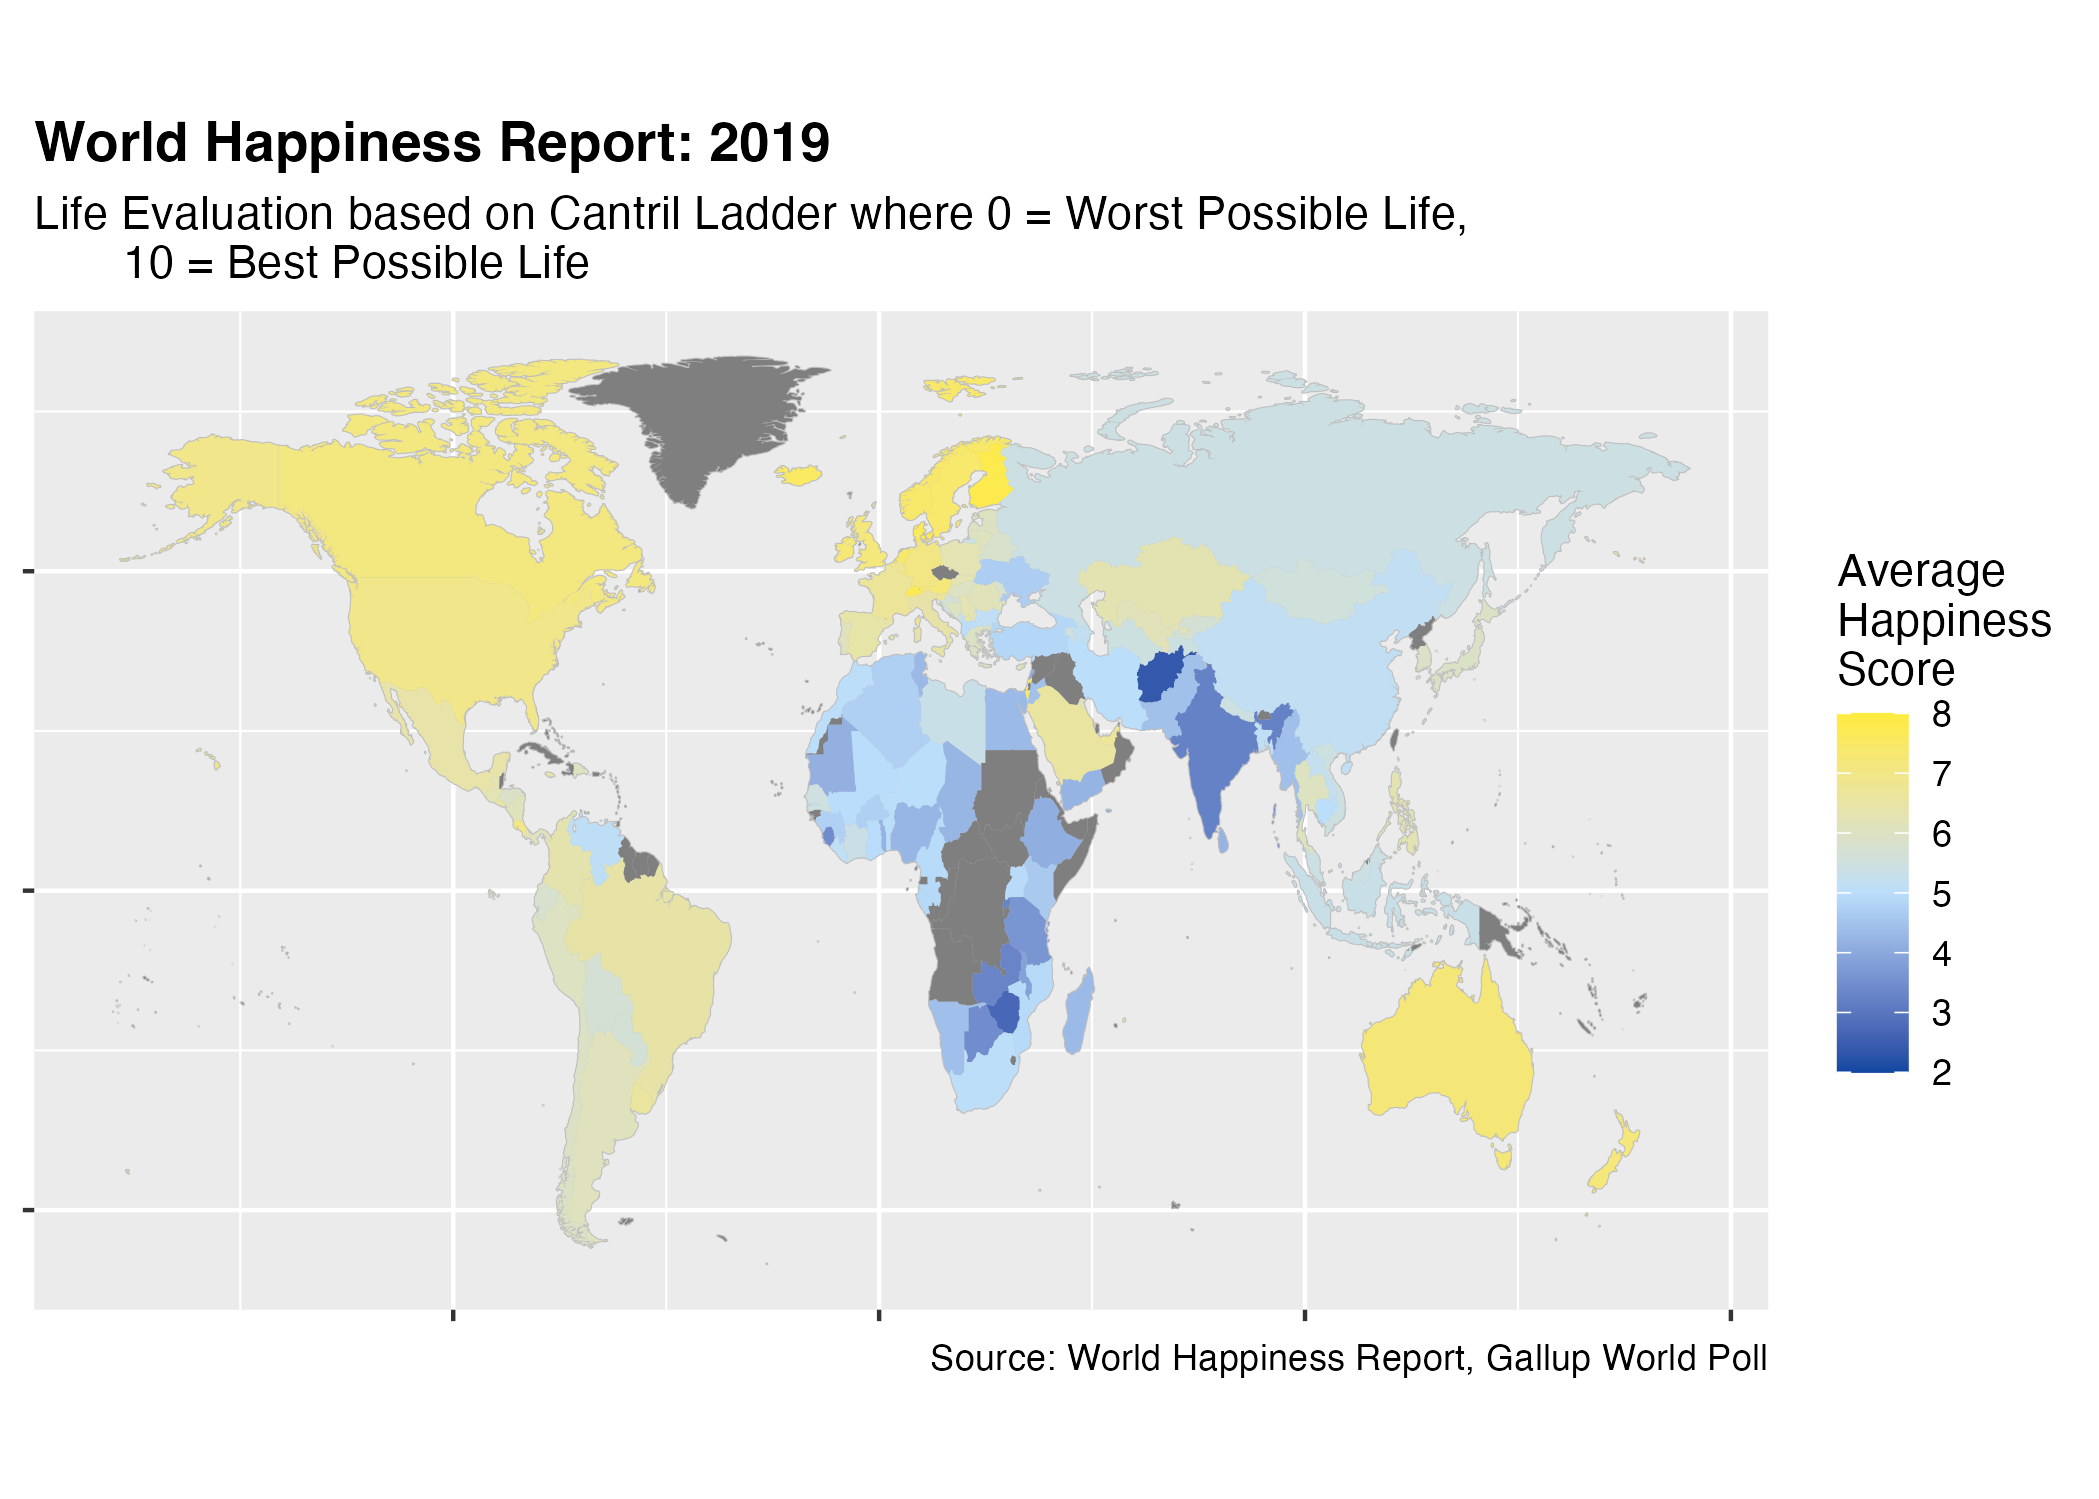 World Happiness Report: 2019
Life Evaluation based on Cantril Ladder where 0 = Worst Possible Life,
10 = Best Possible Life
Average
Happiness
Score
8
7
6
5
4
3
2
Source: World Happiness Report, Gallup World Poll